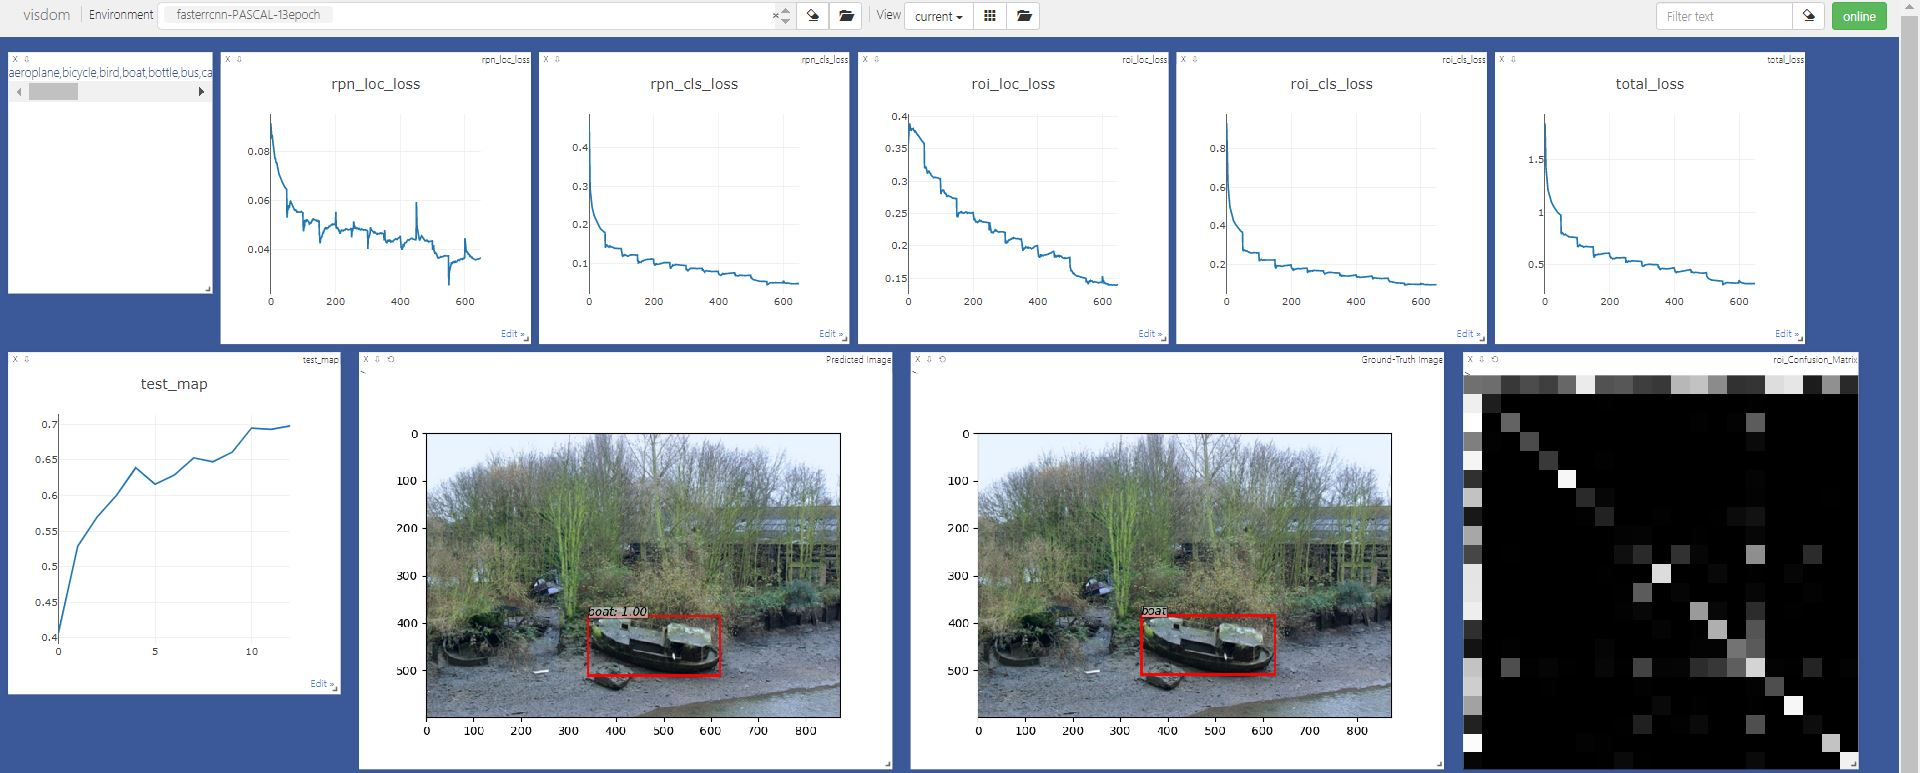 visdom Environment fasterrcnn-PASCAL-13epoch × View current Filter text online
X
aeroplane,bicycle,bird,boat,bottle,bus,ca
X rpn_loc_loss
rpn_loc_loss
0.08
0.06
0.04
0 200 400 600
Edit »
X rpn_cls_loss
rpn_cls_loss
0.4
0.3
0.2
0.1
0 200 400 600
Edit »
X roi_loc_loss
roi_loc_loss
0.4
0.35
0.3
0.25
0.2
0.15
0 200 400 600
Edit »
X roi_cls_loss
roi_cls_loss
0.8
0.6
0.4
0.2
0 200 400 600
Edit »
X total_loss
total_loss
1.5
1
0.5
0 200 400 600
Edit »
X test_map
test_map
0.7
0.65
0.6
0.55
0.5
0.45
0.4
0 5 10
Edit »
X Predicted Image
0
100
200
300
400
500
boat: 1.00
0 100 200 300 400 500 600 700 800
X Ground-Truth Image
0
100
200
300
400
500
boat
0 100 200 300 400 500 600 700 800
X roi_Confusion_Matrix